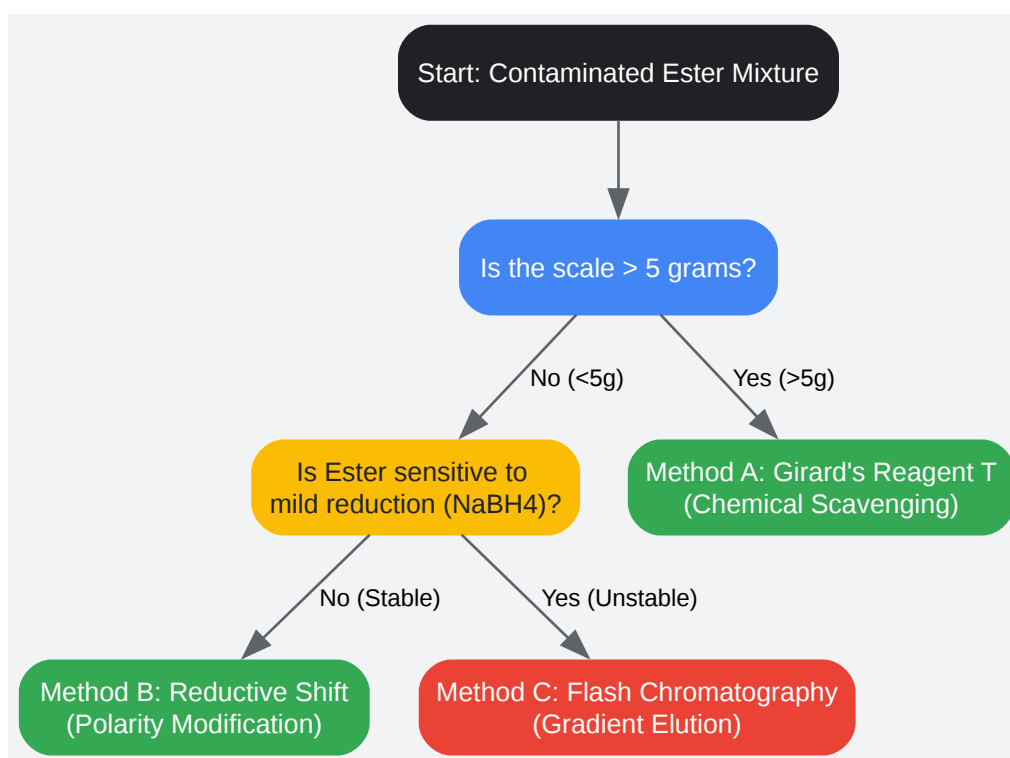 Start: Contaminated Ester Mixture
Is the scale > 5 grams?
No (<5g)
Yes (>5g)
Is Ester sensitive to
mild reduction (NaBH4)?
Method A: Girard's Reagent T
(Chemical Scavenging)
No (Stable)
Yes (Unstable)
Method B: Reductive Shift
(Polarity Modification)
Method C: Flash Chromatography
(Gradient Elution)